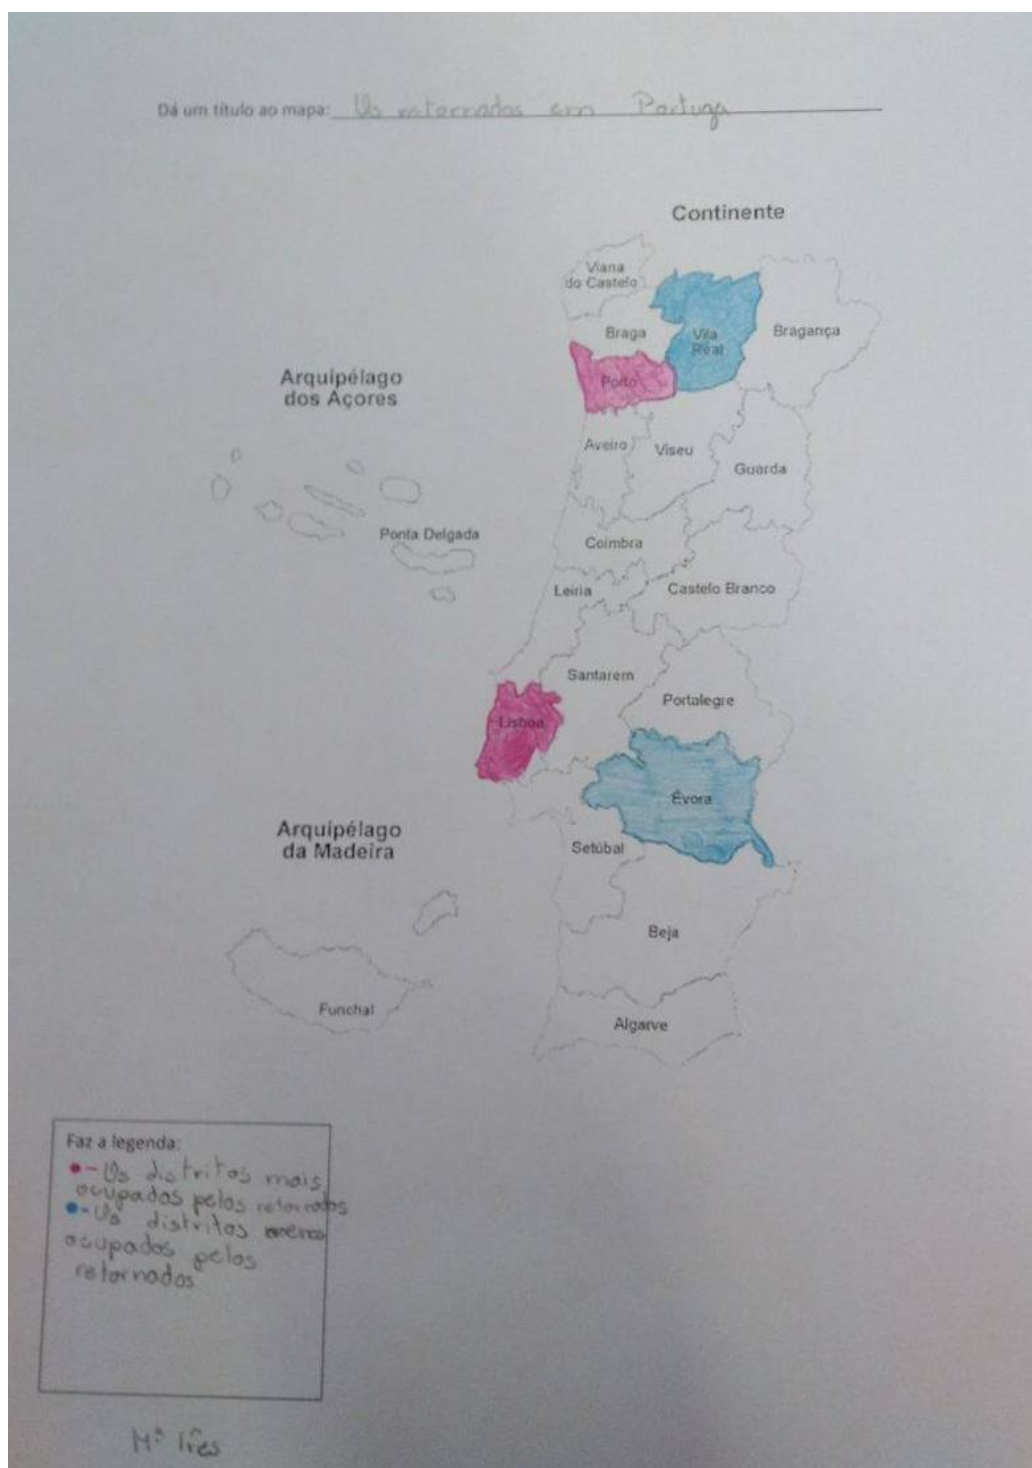 Dá um título ao mapa: Os retornados em Portuga
Continente
Viana
do Castelo
Braga
Vila
Real
Bragança
Porto
Arquipélago
dos Açores
Aveiro
Viseu
Guarda
Ponta Delgada
Coimbra
Leiria
Castelo Branco
Santarem
Portalegre
Lisboa
Évora
Arquipélago
da Madeira
Setúbal
Beja
Funchal
Algarve
Faz a legenda:
- Os distritos mais
ocupados pelos retornados
- Os distritos menos
ocupados pelos
retornados
Mª Inês